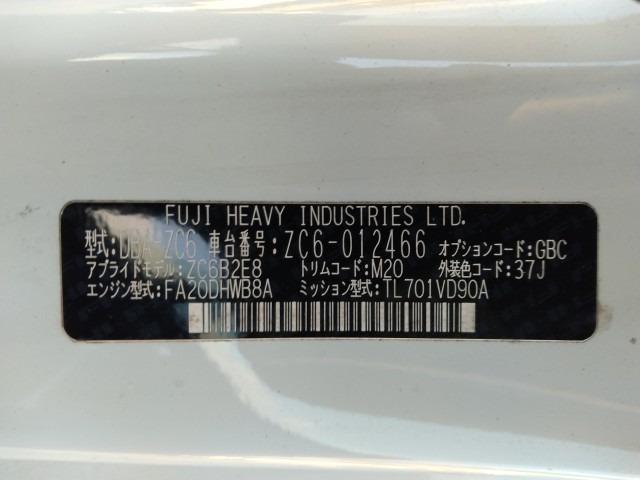 FUJI HEAVY INDUSTRIES LTD.
型式:DBA-ZC6 車台番号:ZC6-012466 オプションコード:GBC
アプライドモデル:ZC6B2E8 トリムコード:M20 外装色コード:37J
エンジン型式:FA20DHWB8A ミッション型式:TL701VD90A